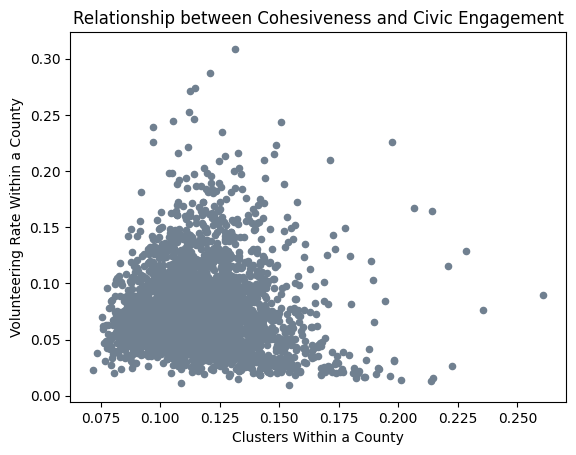 Relationship between Cohesiveness and Civic Engagement
Volunteering Rate Within a County
0.30
0.25
0.20
0.15
0.10
0.05
0.00
0.075 0.100 0.125 0.150 0.175 0.200 0.225 0.250
Clusters Within a County